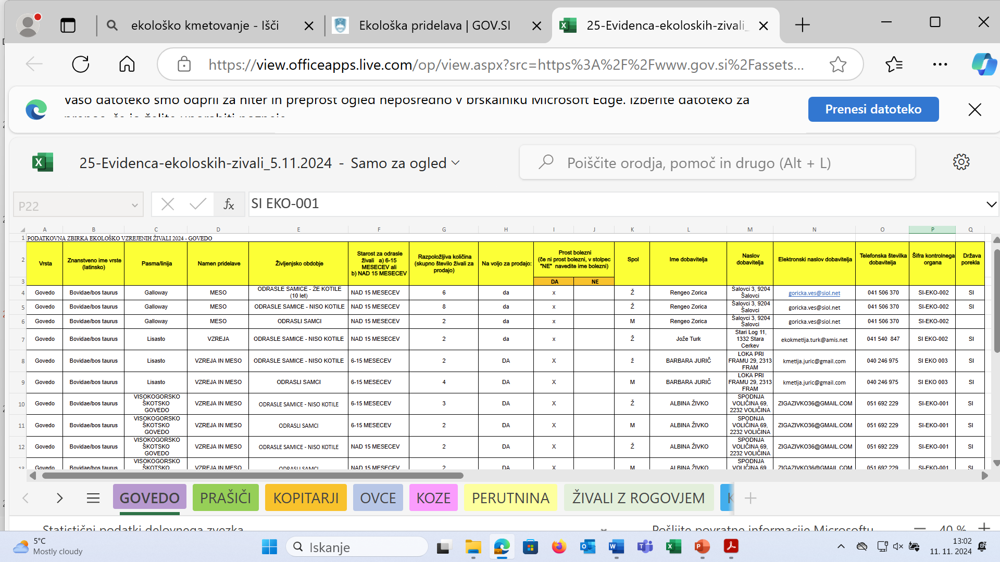 ekološko kmetovanje - Išči
Ekološka pridelava | GOV.SI
25-Evidenca-ekoloskih-zivali_
https://view.officeapps.live.com/op/view.aspx?src=https%3A%2F%2Fwww.gov.si%2Fassets...
Vašo datoteko smo odprli za hiter in preprost ogled neposredno v brskalniku Microsoft Edge. Izberite datoteko za
prenos, če jo želite uporabiti pozneje.
Prenesi datoteko
25-Evidenca-ekoloskih-zivali_5.11.2024 - Samo za ogled
Poiščite orodja, pomoč in drugo (Alt + L)
P22
fx
SI EKO-001
A B C D E F G H I J K L M N O P Q
1 PODATKOVNA ZBIRKA EKOLOŠKO VZREJENIH ŽIVALI 2024 - GOVEDO
2 Vrsta | Znanstveno ime vrste (latinsko) | Pasma/linija | Namen pridelave | Življenjsko obdobje | Starost za odrasle živali a) 6-15 MESECEV ali b) NAD 15 MESECEV | Razpoložljiva količina (skupno število živali za prodajo) | Na voljo za prodajo: | Prost bolezni (če ni prost bolezni, v stolpec "NE" navedite ime bolezni) | Spol | Ime dobavitelja | Naslov dobavitelja | Elektronski naslov dobavitelja | Telefonska številka dobavitelja | Šifra kontrolnega organa | Država porekla
3 DA | NE
4 Govedo | Bovidae/bos taurus | Galloway | MESO | ODRASLE SAMICE - ŽE KOTILE (10 let) | NAD 15 MESECEV | 6 | da | x | Ž | Rengeo Zorica | Šalovci 3, 9204 Šalovci | goricka.ves@siol.net | 041 506 370 | SI-EKO-002 | SI
5 Govedo | Bovidae/bos taurus | Galloway | MESO | ODRASLE SAMICE - NISO KOTILE | NAD 15 MESECEV | 8 | da | x | Ž | Rengeo Zorica | Šalovci 3, 9204 Šalovci | goricka.ves@siol.net | 041 506 370 | SI-EKO-002 | SI
6 Govedo | Bovidae/bos taurus | Galloway | MESO | ODRASLI SAMCI | NAD 15 MESECEV | 2 | da | x | M | Rengeo Zorica | Šalovci 3, 9204 Šalovci | goricka.ves@siol.net | 041 506 370 | SI-EKO-002
7 Govedo | Bovidae/bos taurus | Lisasto | VZREJA | ODRASLE SAMICE - NISO KOTILE | NAD 15 MESECEV | 2 | da | x | Ž | Jože Turk | Stari Log 11, 1332 Stara Cerkev | ekokmetija.turk@amis.net | 041 540 847 | SI EKO-002 | SI
8 Govedo | Bovidae/bos taurus | Lisasto | VZREJA IN MESO | ODRASLE SAMICE - NISO KOTILE | 6-15 MESECEV | 2 | DA | X | ž | BARBARA JURIČ | LOKA PRI FRAMU 29, 2313 FRAM | kmetija.juric@gmail.com | 040 246 975 | SI EKO 003 | SI
9 Govedo | Bovidae/bos taurus | Lisasto | VZREJA IN MESO | ODRASLI SAMCI | 6-15 MESECEV | 4 | DA | X | M | BARBARA JURIČ | LOKA PRI FRAMU 29, 2313 FRAM | kmetija.juric@gmail.com | 040 246 975 | SI EKO 003 | SI
10 Govedo | Bovidae/bos taurus | VISOKOGORSKO ŠKOTSKO GOVEDO | VZREJA IN MESO | ODRASLE SAMICE - NISO KOTILE | 6-15 MESECEV | 3 | DA | X | Ž | ALBINA ŽIVKO | SPODNJA VOLIČINA 69, 2232 VOLIČINA | ZIGAZIVKO36@GMAIL.COM | 051 692 229 | SI-EKO-001 | SI
11 Govedo | Bovidae/bos taurus | VISOKOGORSKO ŠKOTSKO GOVEDO | VZREJA IN MESO | ODRASLI SAMCI | 6-15 MESECEV | 2 | DA | X | M | ALBINA ŽIVKO | SPODNJA VOLIČINA 69, 2232 VOLIČINA | ZIGAZIVKO36@GMAIL.COM | 051 692 229 | SI-EKO-001 | SI
12 Govedo | Bovidae/bos taurus | VISOKOGORSKO ŠKOTSKO GOVEDO | VZREJA IN MESO | ODRASLE SAMICE - NISO KOTILE | NAD 15 MESECEV | 2 | DA | X | Ž | ALBINA ŽIVKO | SPODNJA VOLIČINA 69, 2232 VOLIČINA | ZIGAZIVKO36@GMAIL.COM | 051 692 229 | SI-EKO-001 | SI
13 Govedo | Bovidae/bos taurus | VISOKOGORSKO ŠKOTSKO | VZREJA IN MESO | ODRASLI SAMCI | NAD 15 MESECEV | 2 | DA | X | M | ALBINA ŽIVKO | SPODNJA VOLIČINA 69 | ZIGAZIVKO36@GMAIL.COM | 051 692 229 | SI-EKO-001 | SI
GOVEDO PRAŠIČI KOPITARJI OVCE KOZE PERUTNINA ŽIVALI Z ROGOVJEM K
Statistični podatki delovnega zvezka
Pošljite povratne informacije Microsoftu
40 %
5°C
Mostly cloudy
Iskanje
13:02
11. 11. 2024